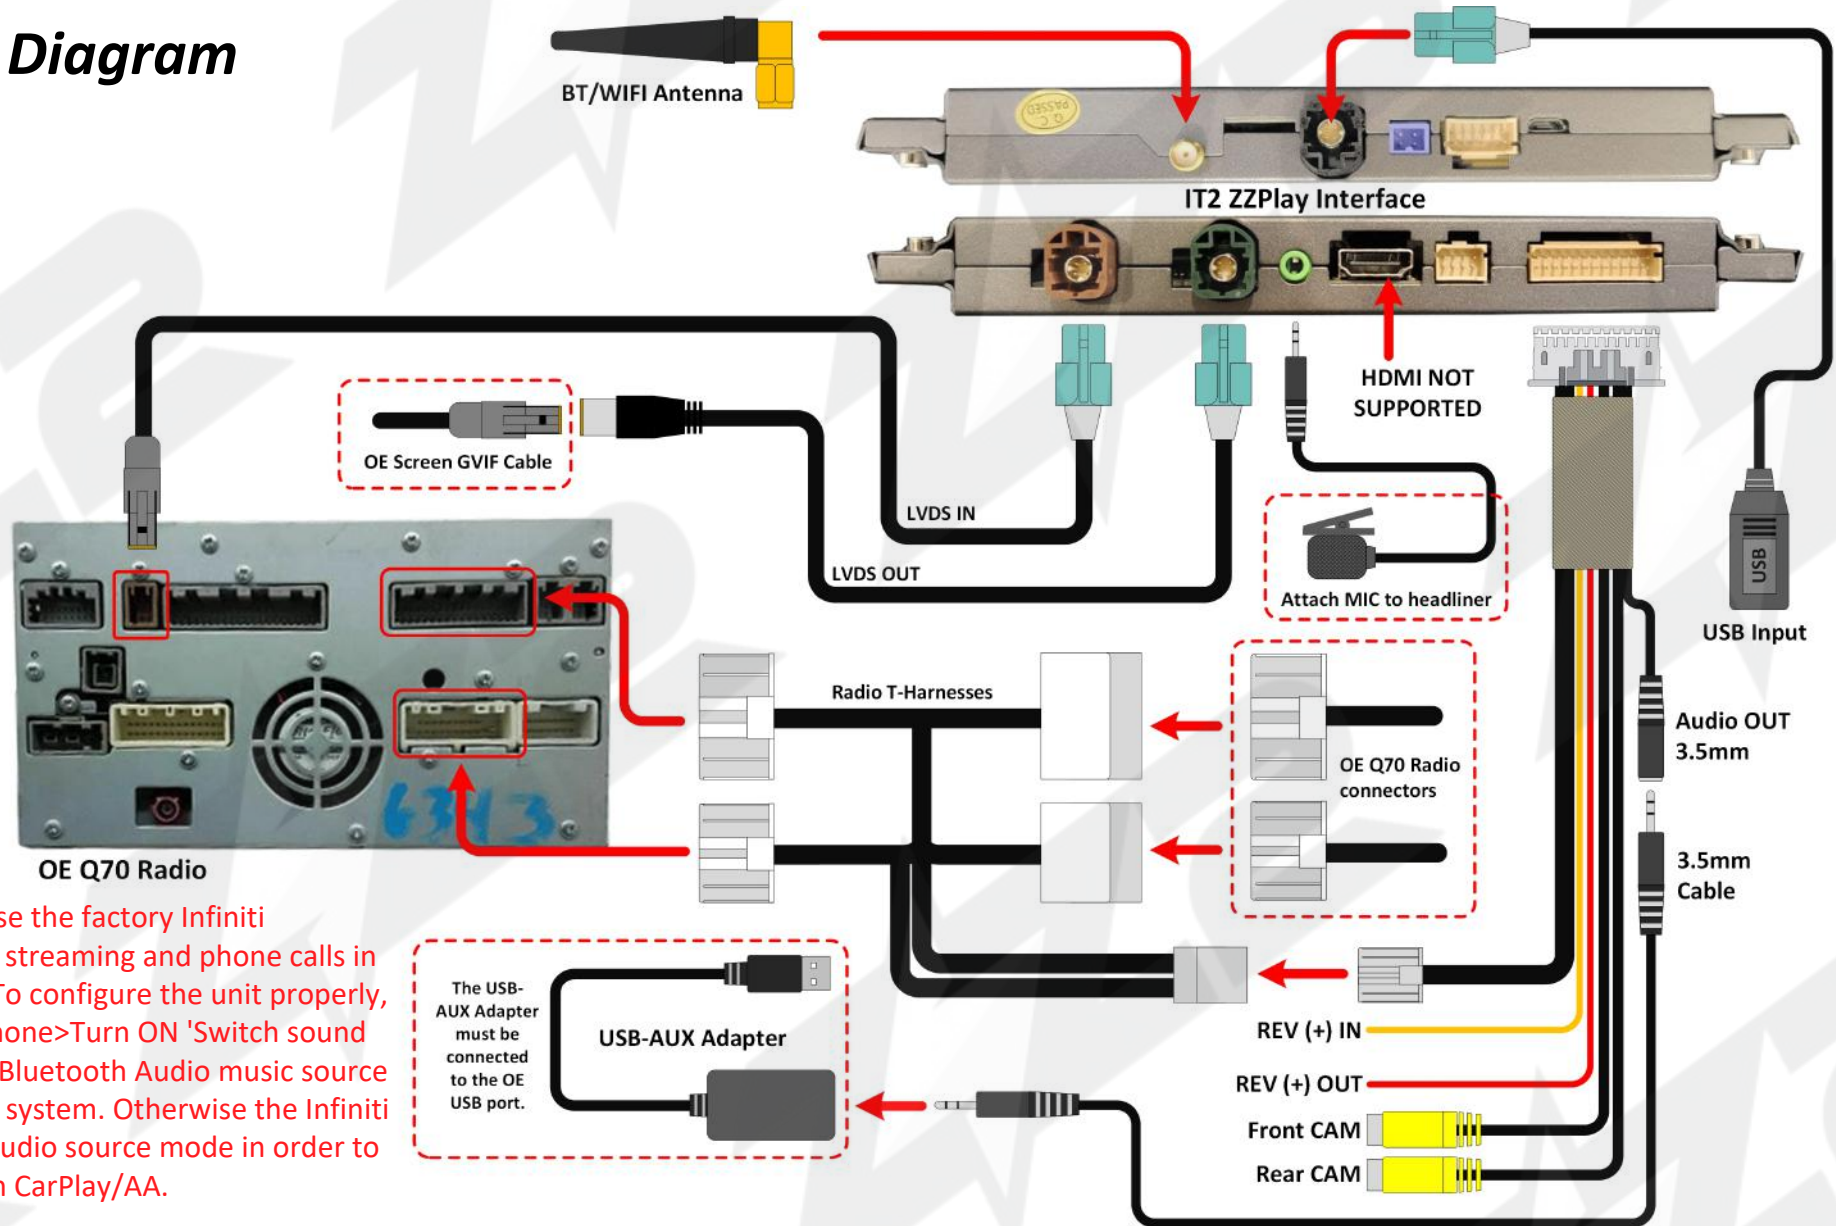 Diagram
BT/WIFI Antenna
Q.C.
PASSED
IT2 ZZPlay Interface
HDMI NOT
SUPPORTED
OE Screen GVIF Cable
LVDS IN
LVDS OUT
Attach MIC to headliner
USB
USB Input
Radio T-Harnesses
OE Q70 Radio
connectors
Audio OUT
3.5mm
3.5mm
Cable
6343
OE Q70 Radio
se the factory Infiniti
streaming and phone calls in
To configure the unit properly,
none>Turn ON 'Switch sound
Bluetooth Audio music source
system. Otherwise the Infiniti
udio source mode in order to
n CarPlay/AA.
The USB-
AUX Adapter
must be
connected
to the OE
USB port.
USB-AUX Adapter
REV (+) IN
REV (+) OUT
Front CAM
Rear CAM